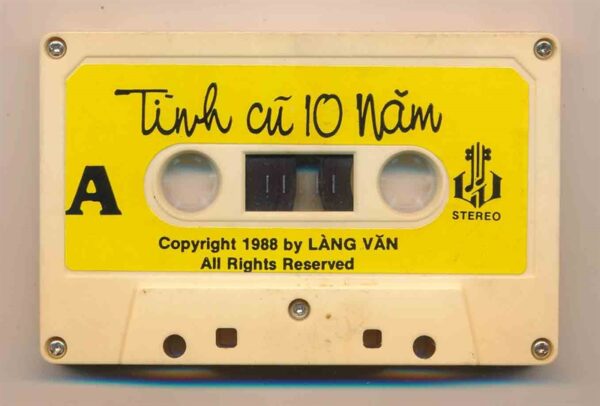 Tình cũ 10 năm
A
STEREO
Copyright 1988 by LÀNG VĂN
All Rights Reserved